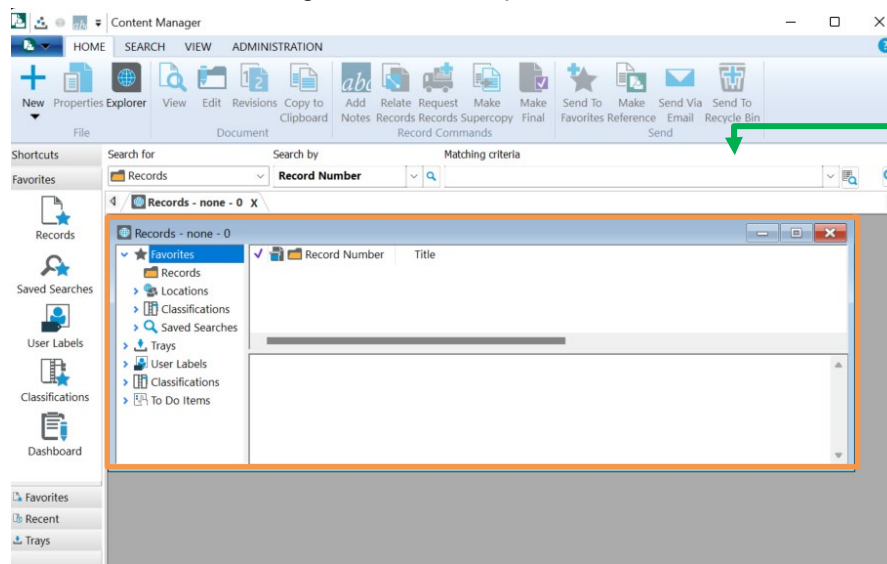 Content Manager
HOME SEARCH VIEW ADMINISTRATION
New Properties Explorer View Edit Revisions Copy to Clipboard Add Notes Relate Records Request Records Make Supercopy Make Final Send To Favorites Make Reference Send Via Email Send To Recycle Bin
File Document Record Commands Send
Shortcuts Search for Search by Matching criteria
Favorites Records Record Number
Records - none - 0 X
Records
Saved Searches
User Labels
Classifications
Dashboard
Favorites
Recent
Trays
Records - none - 0
Favorites Record Number Title
Records
Locations
Classifications
Saved Searches
Trays
User Labels
Classifications
To Do Items